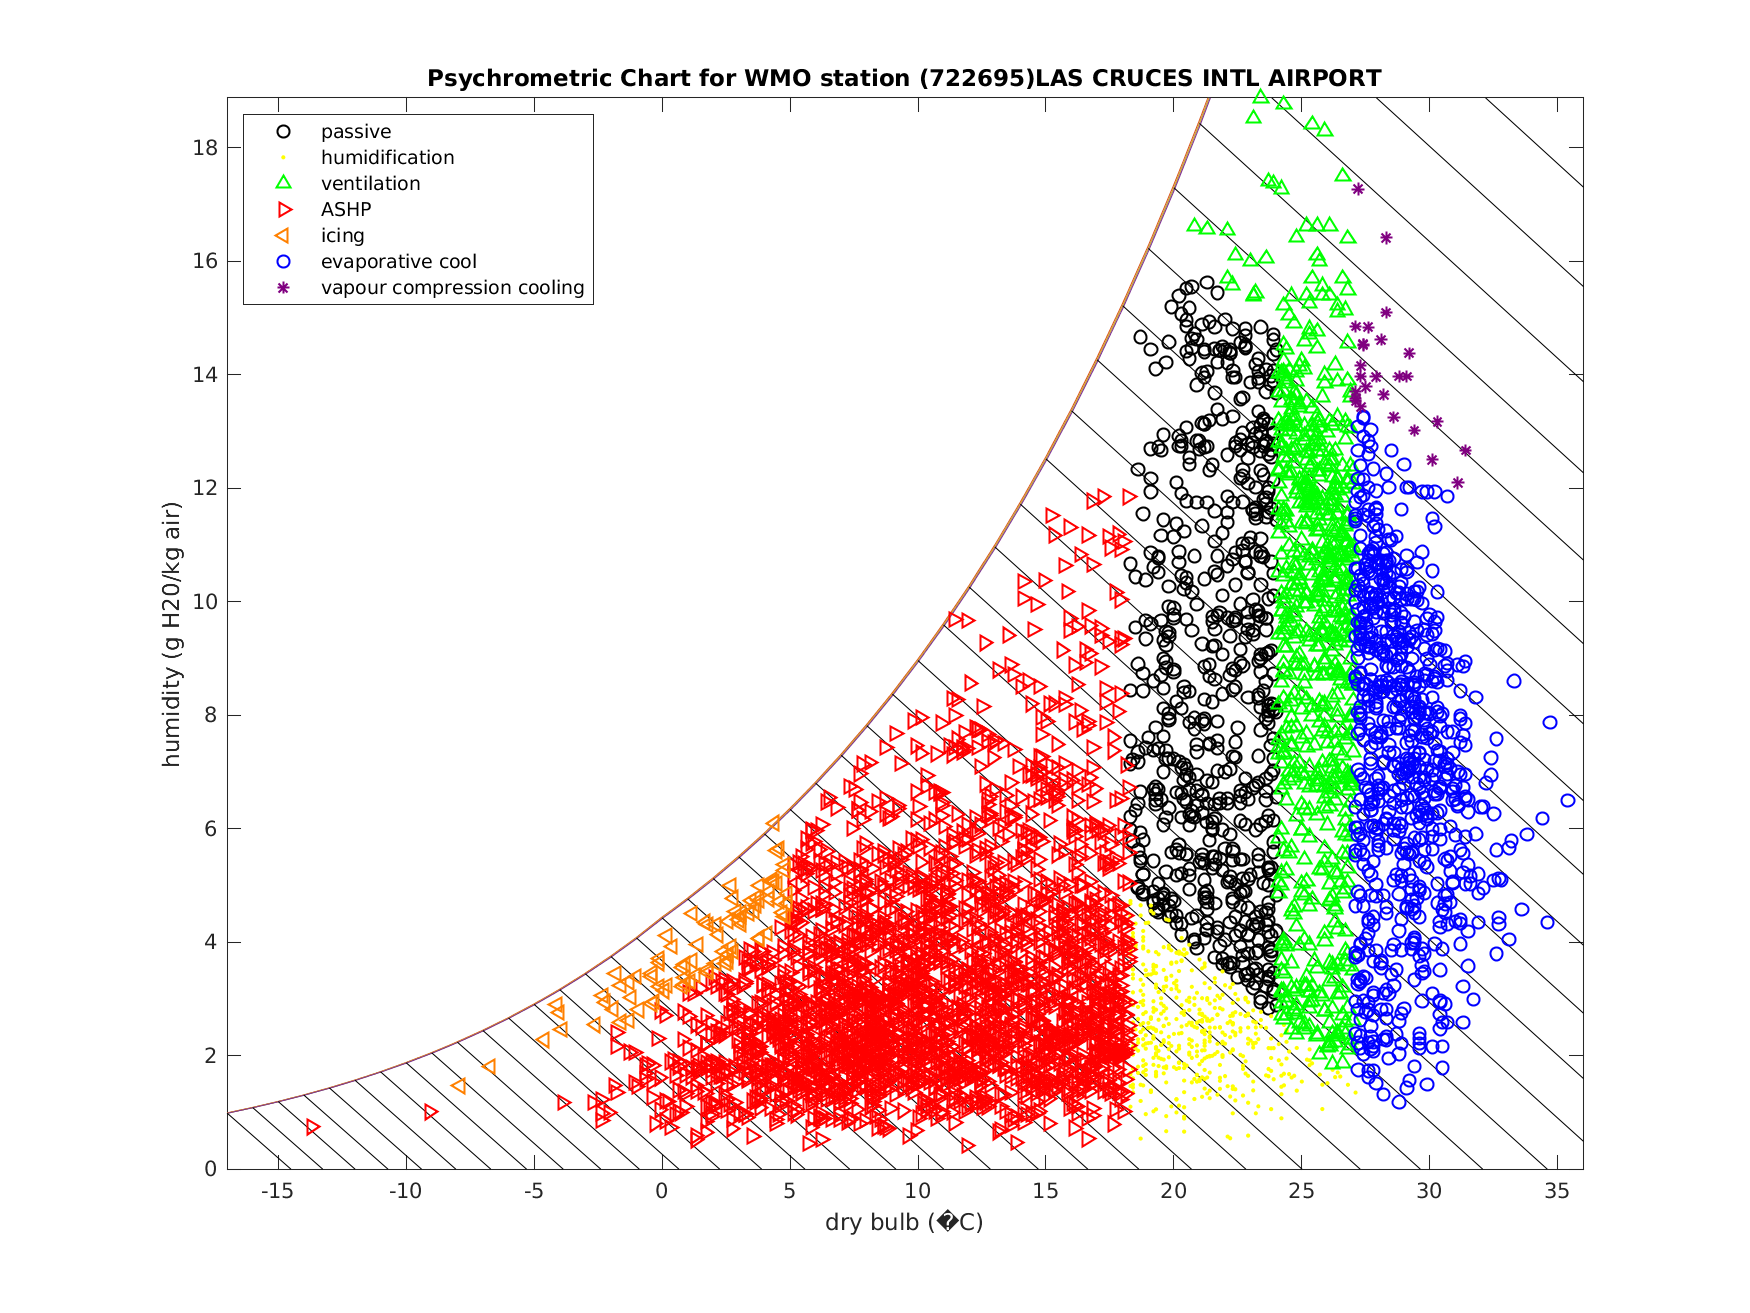 Psychrometric Chart for WMO station (722695)LAS CRUCES INTL AIRPORT
passive
humidification
ventilation
ASHP
icing
evaporative cool
vapour compression cooling
humidity (g H20/kg air)
18
16
14
12
10
8
6
4
2
0
-15 -10 -5 0 5 10 15 20 25 30 35
dry bulb (�C)